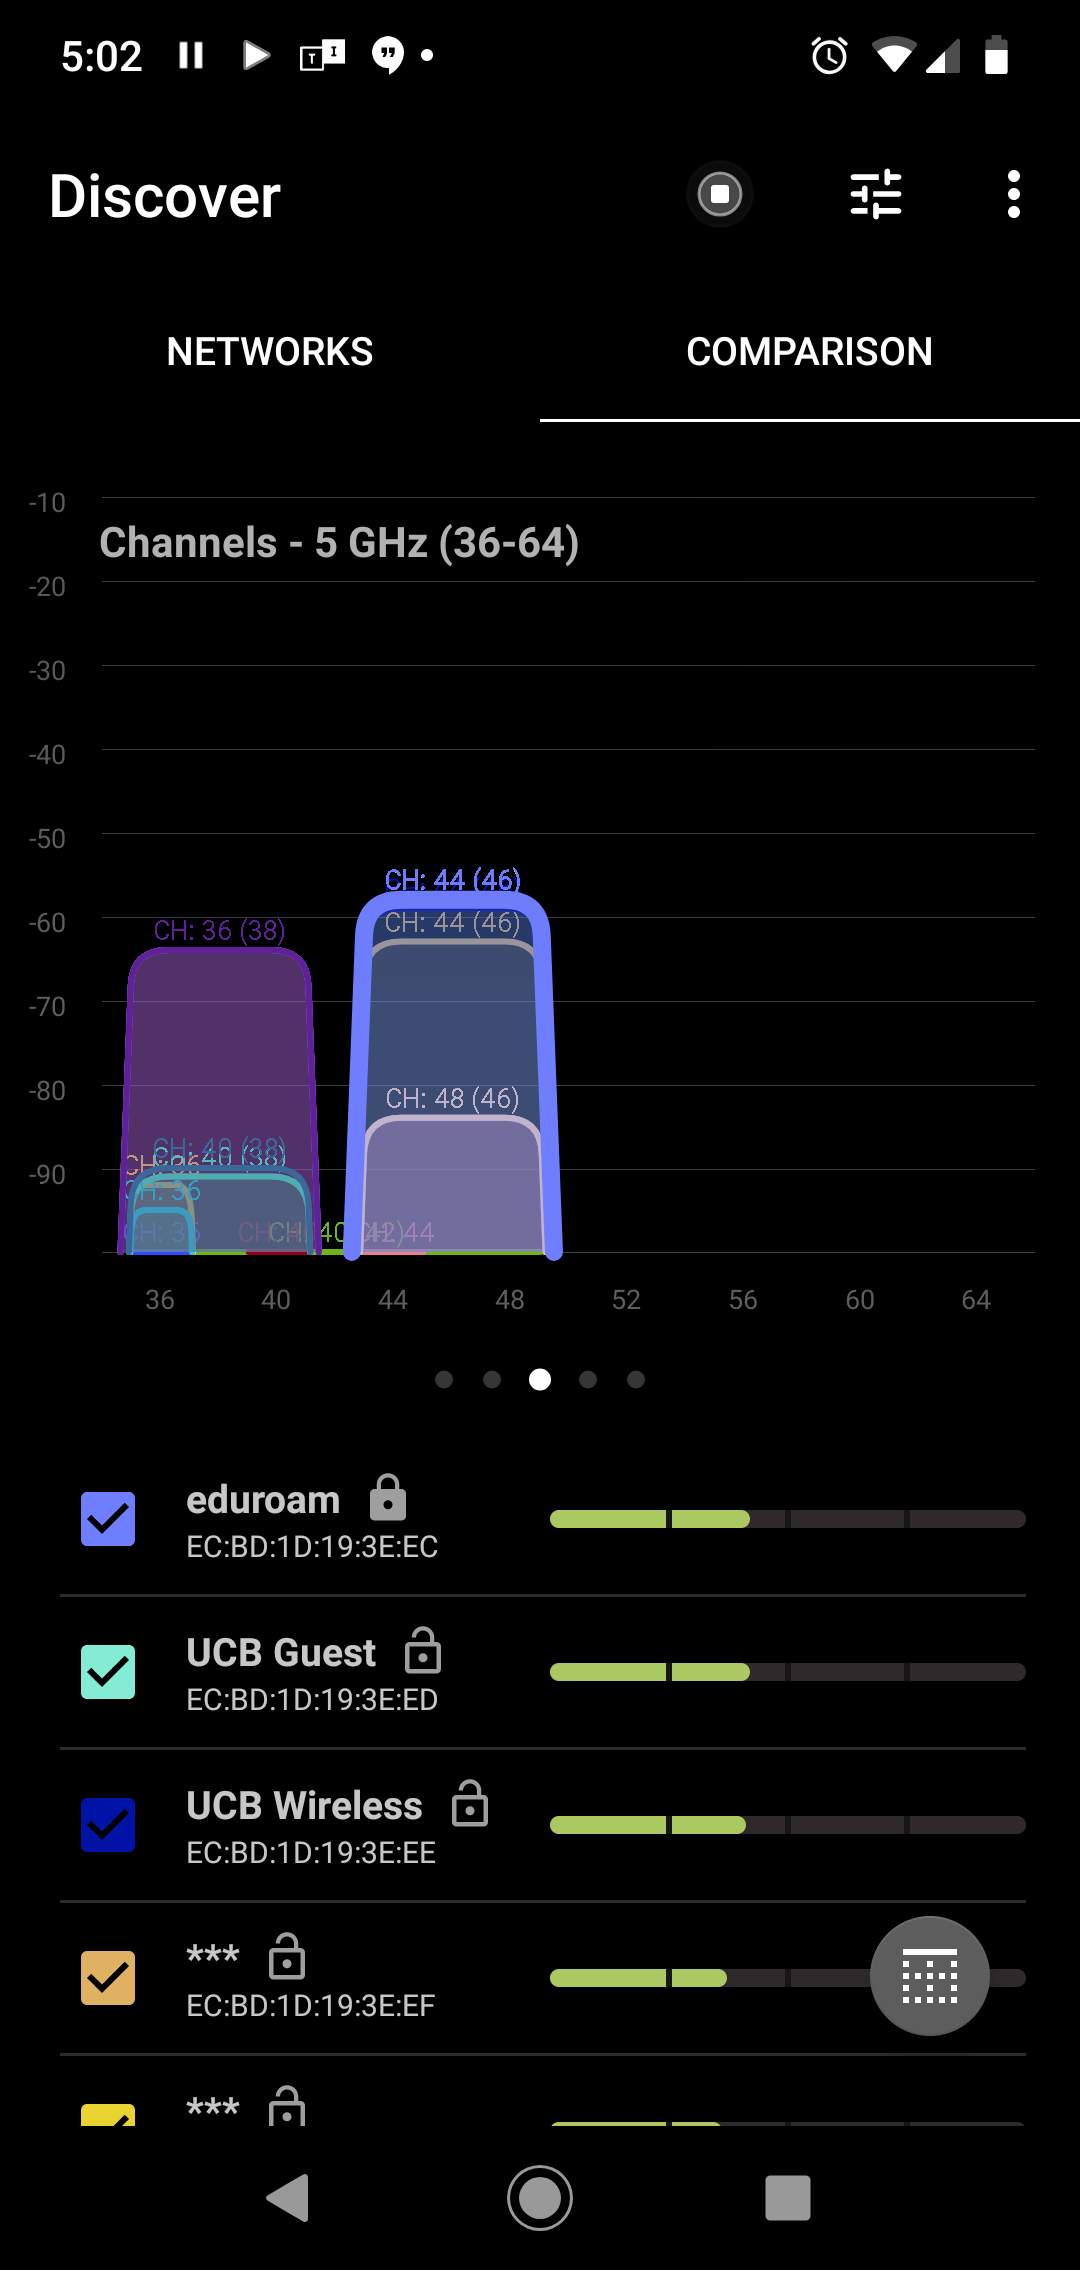 5:02
Discover
NETWORKS
COMPARISON
-10
Channels - 5 GHz (36-64)
-20
-30
-40
-50
CH: 44 (46)
-60
CH: 44 (46)
CH: 36 (38)
-70
-80
CH: 48 (46)
CH: 40 (38)
CH: 40 (38)
CH: 36
-90
CH: 36
CH: 36
36 40 44 48 52 56 60 64
eduroam
EC:BD:1D:19:3E:EC
UCB Guest
EC:BD:1D:19:3E:ED
UCB Wireless
EC:BD:1D:19:3E:EE
***
EC:BD:1D:19:3E:EF
***